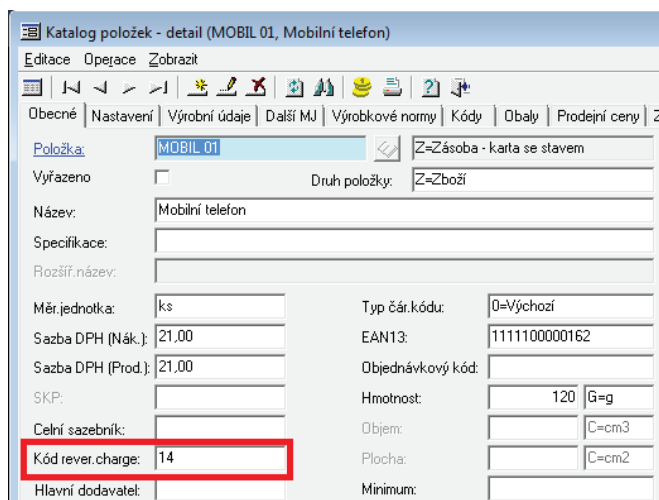 Katalog položek - detail (MOBIL 01, Mobilní telefon)
Editace Operace Zobrazit
Obecné Nastavení Výrobní údaje Další MJ Výrobkové normy Kódy Obaly Prodejní ceny
Položka: MOBIL 01 Z=Zásoba - karta se stavem
Vyřazeno Druh položky: Z=Zboží
Název: Mobilní telefon
Specifikace:
Rozšíř.název:
Měr.jednotka: ks Typ čár.kódu: 0=Výchozí
Sazba DPH (Nák.): 21,00 EAN13: 1111100000162
Sazba DPH (Prod.): 21,00 Objednávkový kód:
SKP: Hmotnost: 120 G=g
Celní sazebník: Objem: C=cm3
Kód rever.charge: 14 Plocha: C=cm2
Hlavní dodavatel: Minimum: